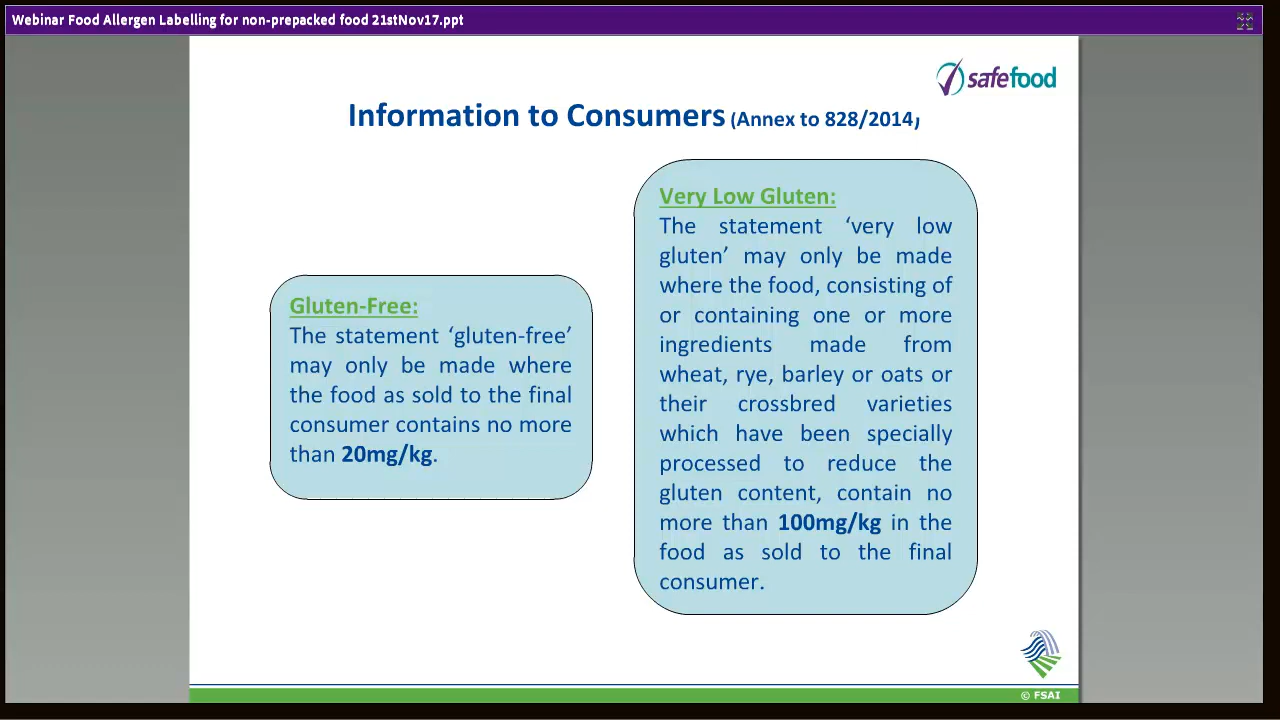 Webinar Food Allergen Labelling for non-prepacked food 21stNov17.ppt
safefood
Information to Consumers (Annex to 828/2014)
Gluten-Free:
The statement ‘gluten-free’
may only be made where
the food as sold to the final
consumer contains no more
than 20mg/kg.
Very Low Gluten:
The statement ‘very low
gluten’ may only be made
where the food, consisting of
or containing one or more
ingredients made from
wheat, rye, barley or oats or
their crossbred varieties
which have been specially
processed to reduce the
gluten content, contain no
more than 100mg/kg in the
food as sold to the final
consumer.
© FSAI